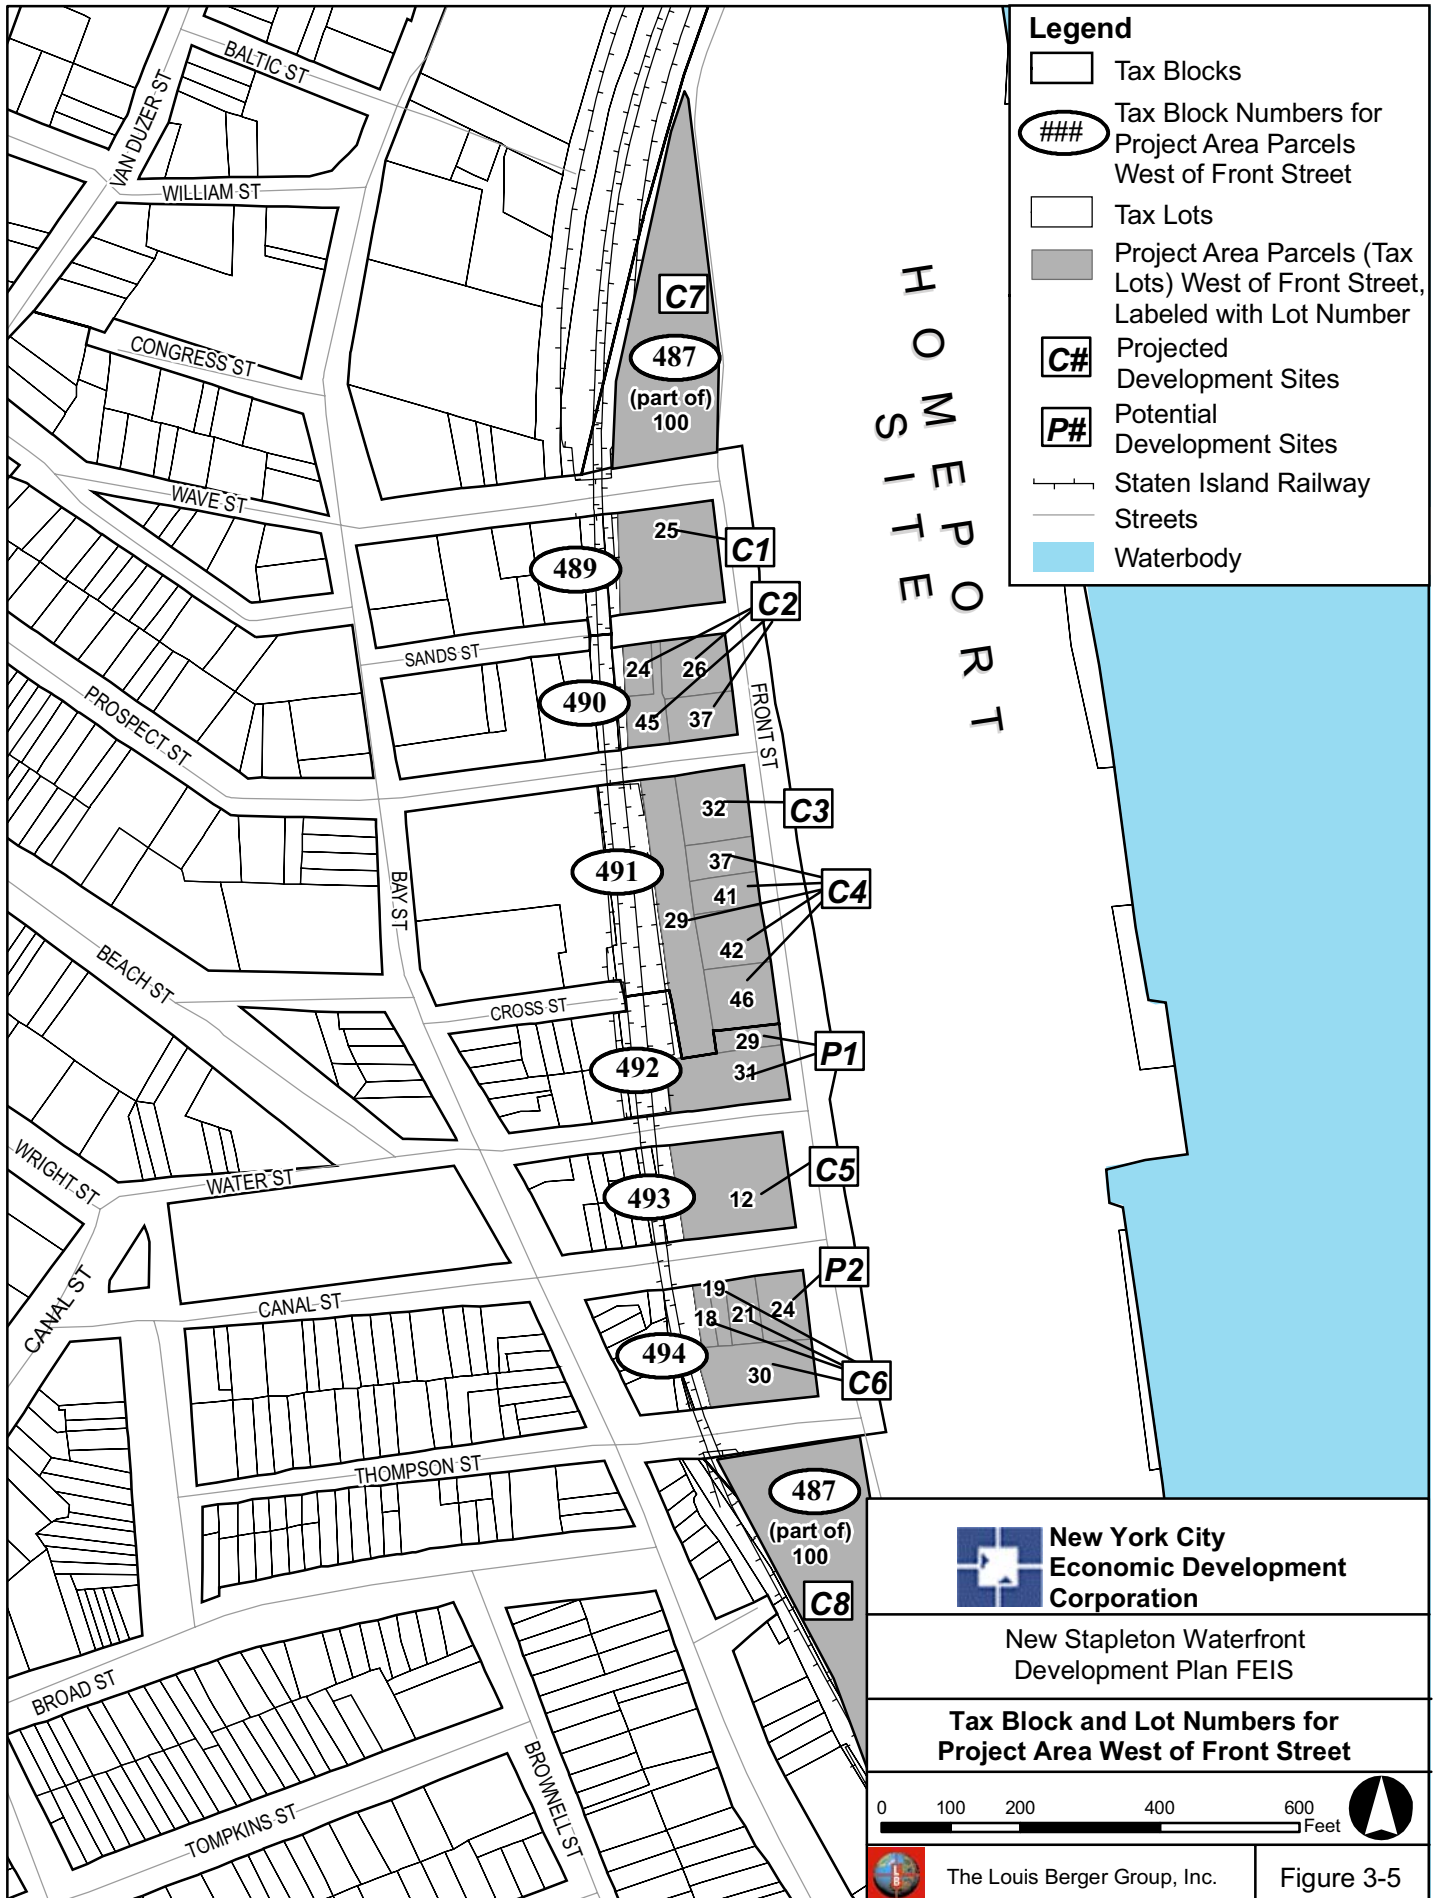 Legend
Tax Blocks
###
Tax Block Numbers for
Project Area Parcels
West of Front Street
Tax Lots
Project Area Parcels (Tax
Lots) West of Front Street,
Labeled with Lot Number
C#
Projected
Development Sites
P#
Potential
Development Sites
Staten Island Railway
Streets
Waterbody
BALTIC ST
VAN DUZER ST
WILLIAM ST
CONGRESS ST
WAVE ST
SANDS ST
PROSPECT ST
BAY ST
FRONT ST
BEACH ST
CROSS ST
WRIGHT ST
WATER ST
CANAL ST
CANAL ST
THOMPSON ST
BROAD ST
TOMPKINS ST
BROWNELL ST
HOMEPORT
SITE
C7
487
(part of)
100
25
C1
489
C2
24
26
490
45
37
32
C3
491
37
41
C4
29
42
46
29
P1
492
31
C5
493
12
P2
19
18
21
24
494
30
C6
487
(part of)
100
C8
New York City
Economic Development
Corporation
New Stapleton Waterfront
Development Plan FEIS
Tax Block and Lot Numbers for
Project Area West of Front Street
0 100 200 400 600
Feet
LB
The Louis Berger Group, Inc.
Figure 3-5